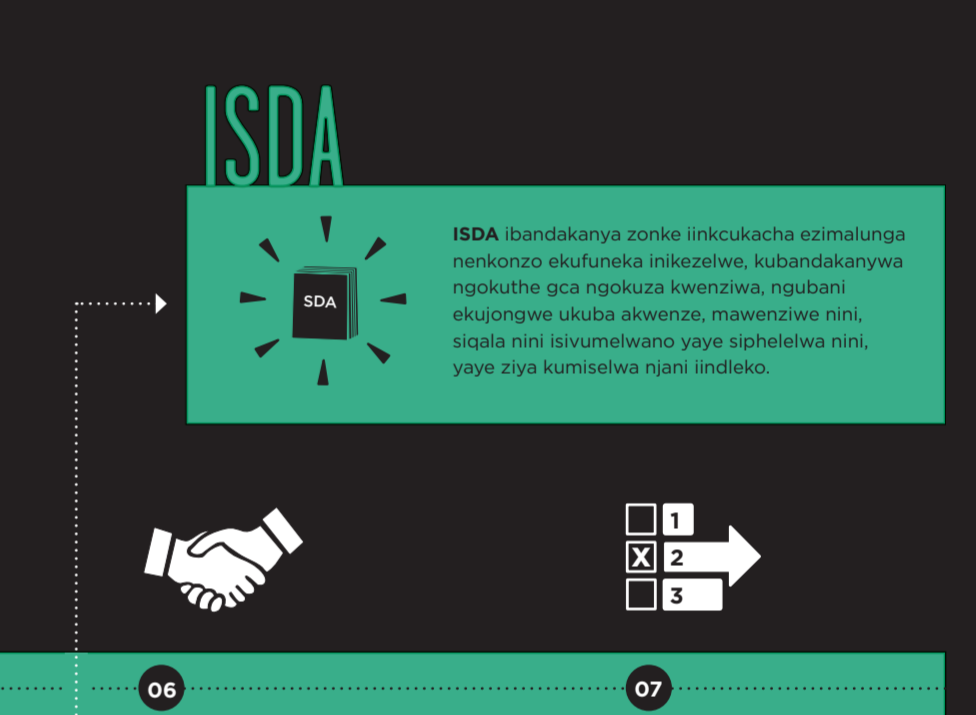 ISDA
SDA
ISDA ibandakanya zonke iinkcukacha ezimalunga
nenkonzo ekufuneka inikezelwe, kubandakanywa
ngokuthe gca ngokuza kwenziwa, ngubani
ekujongwe ukuba akwenze, mawenziwe nini,
siqala nini isivumelwano yaye siphelelwa nini,
yaye ziya kumiselwa njani iindleko.
1
X 2
3
06
07